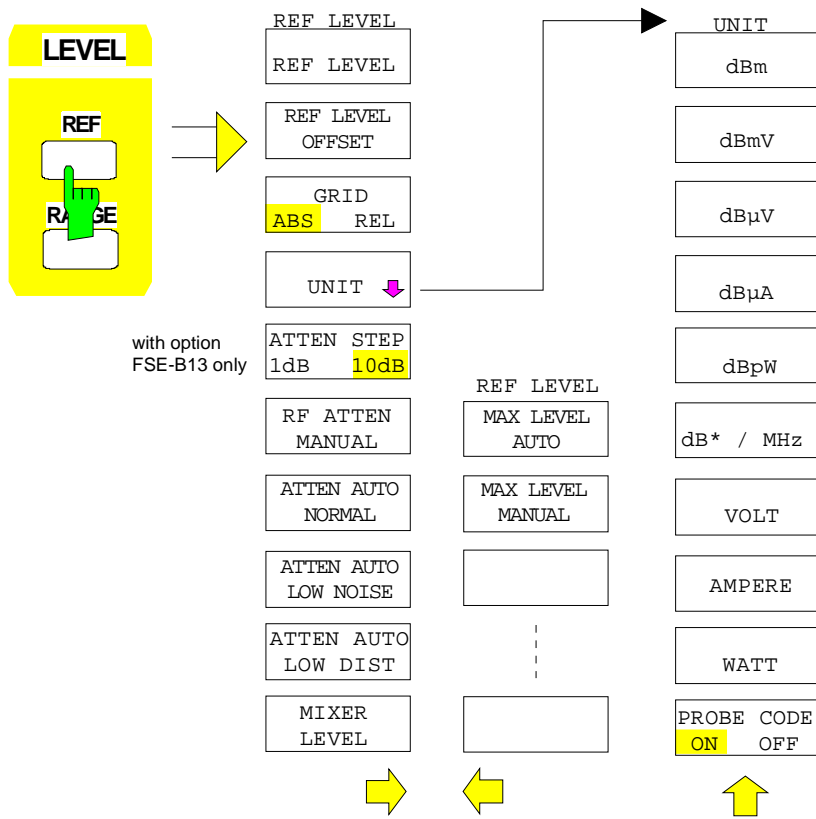 LEVEL
REF
RANGE
REF LEVEL
REF LEVEL
REF LEVEL
OFFSET
GRID
ABS REL
UNIT
with option
FSE-B13 only
ATTEN STEP
1dB 10dB
RF ATTEN
MANUAL
ATTEN AUTO
NORMAL
ATTEN AUTO
LOW NOISE
ATTEN AUTO
LOW DIST
MIXER
LEVEL
REF LEVEL
MAX LEVEL
AUTO
MAX LEVEL
MANUAL
UNIT
dBm
dBmV
dBµV
dBµA
dBpW
dB* / MHz
VOLT
AMPERE
WATT
PROBE CODE
ON OFF